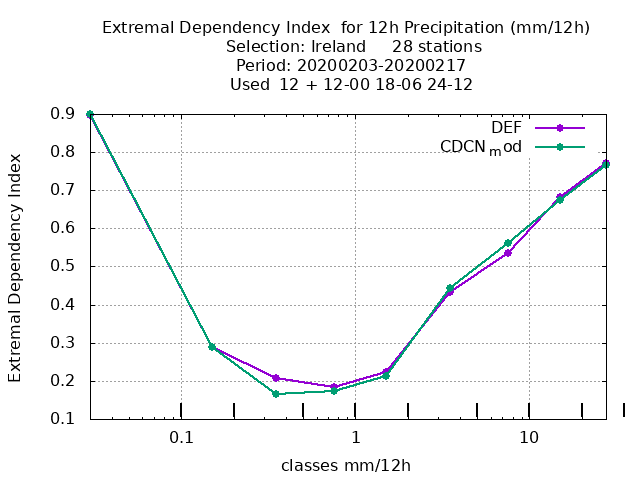 Extremal Dependency Index  for 12h Precipitation (mm/12h)
Selection: Ireland     28 stations
Period: 20200203-20200217
Used  12 + 12-00 18-06 24-12
DEF
CDCN_mod
0.9
0.8
0.7
0.6
0.5
0.4
0.3
0.2
0.1
Extremal Dependency Index
0.1 1 10
classes mm/12h